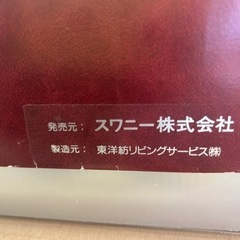 発売元： スワニー株式会社
製造元： 東洋紡リビングサービス㈱